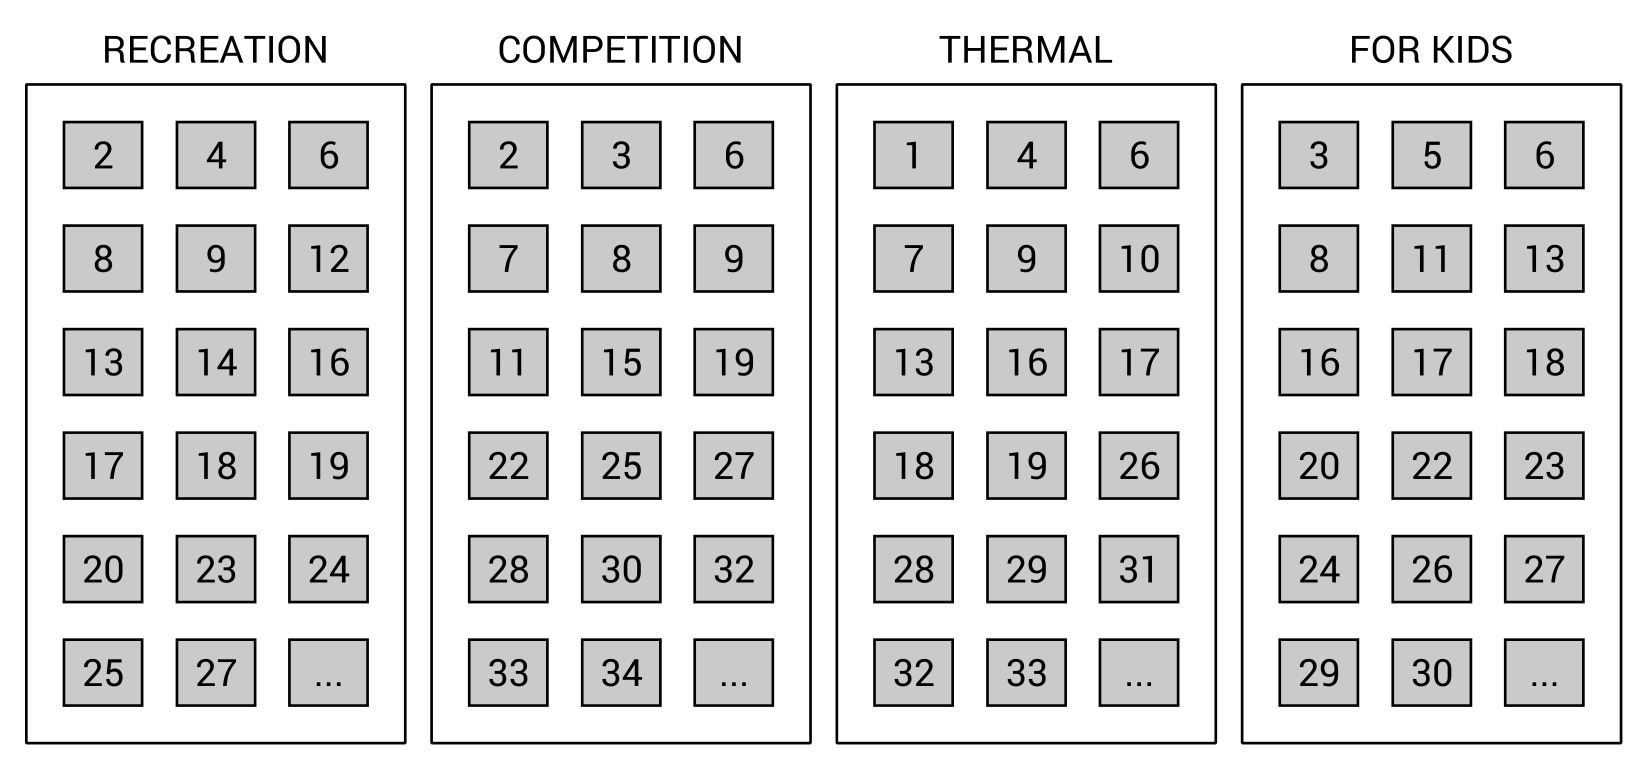 RECREATION COMPETITION THERMAL FOR KIDS
2 4 6 2 3 6 1 4 6 3 5 6
8 9 12 7 8 9 7 9 10 8 11 13
13 14 16 11 15 19 13 16 17 16 17 18
17 18 19 22 25 27 18 19 26 20 22 23
20 23 24 28 30 32 28 29 31 24 26 27
25 27 ... 33 34 ... 32 33 ... 29 30 ...